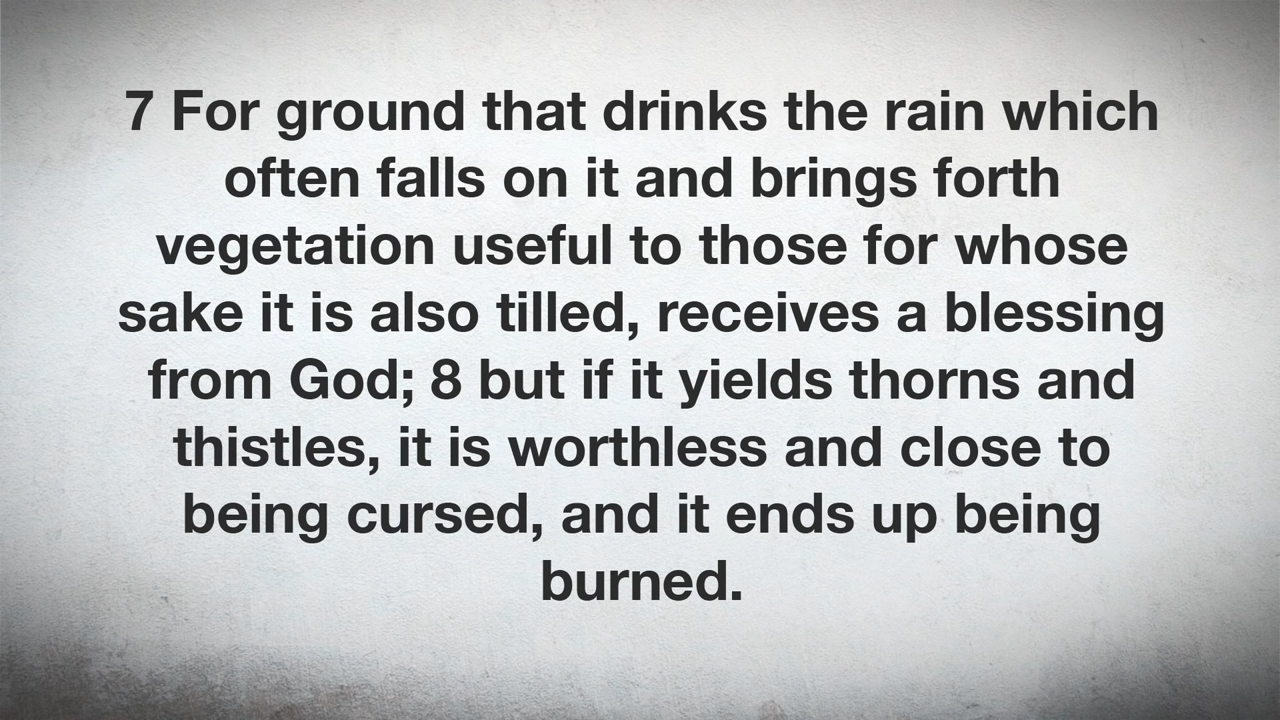 7 For ground that drinks the rain which
often falls on it and brings forth
vegetation useful to those for whose
sake it is also tilled, receives a blessing
from God; 8 but if it yields thorns and
thistles, it is worthless and close to
being cursed, and it ends up being
burned.